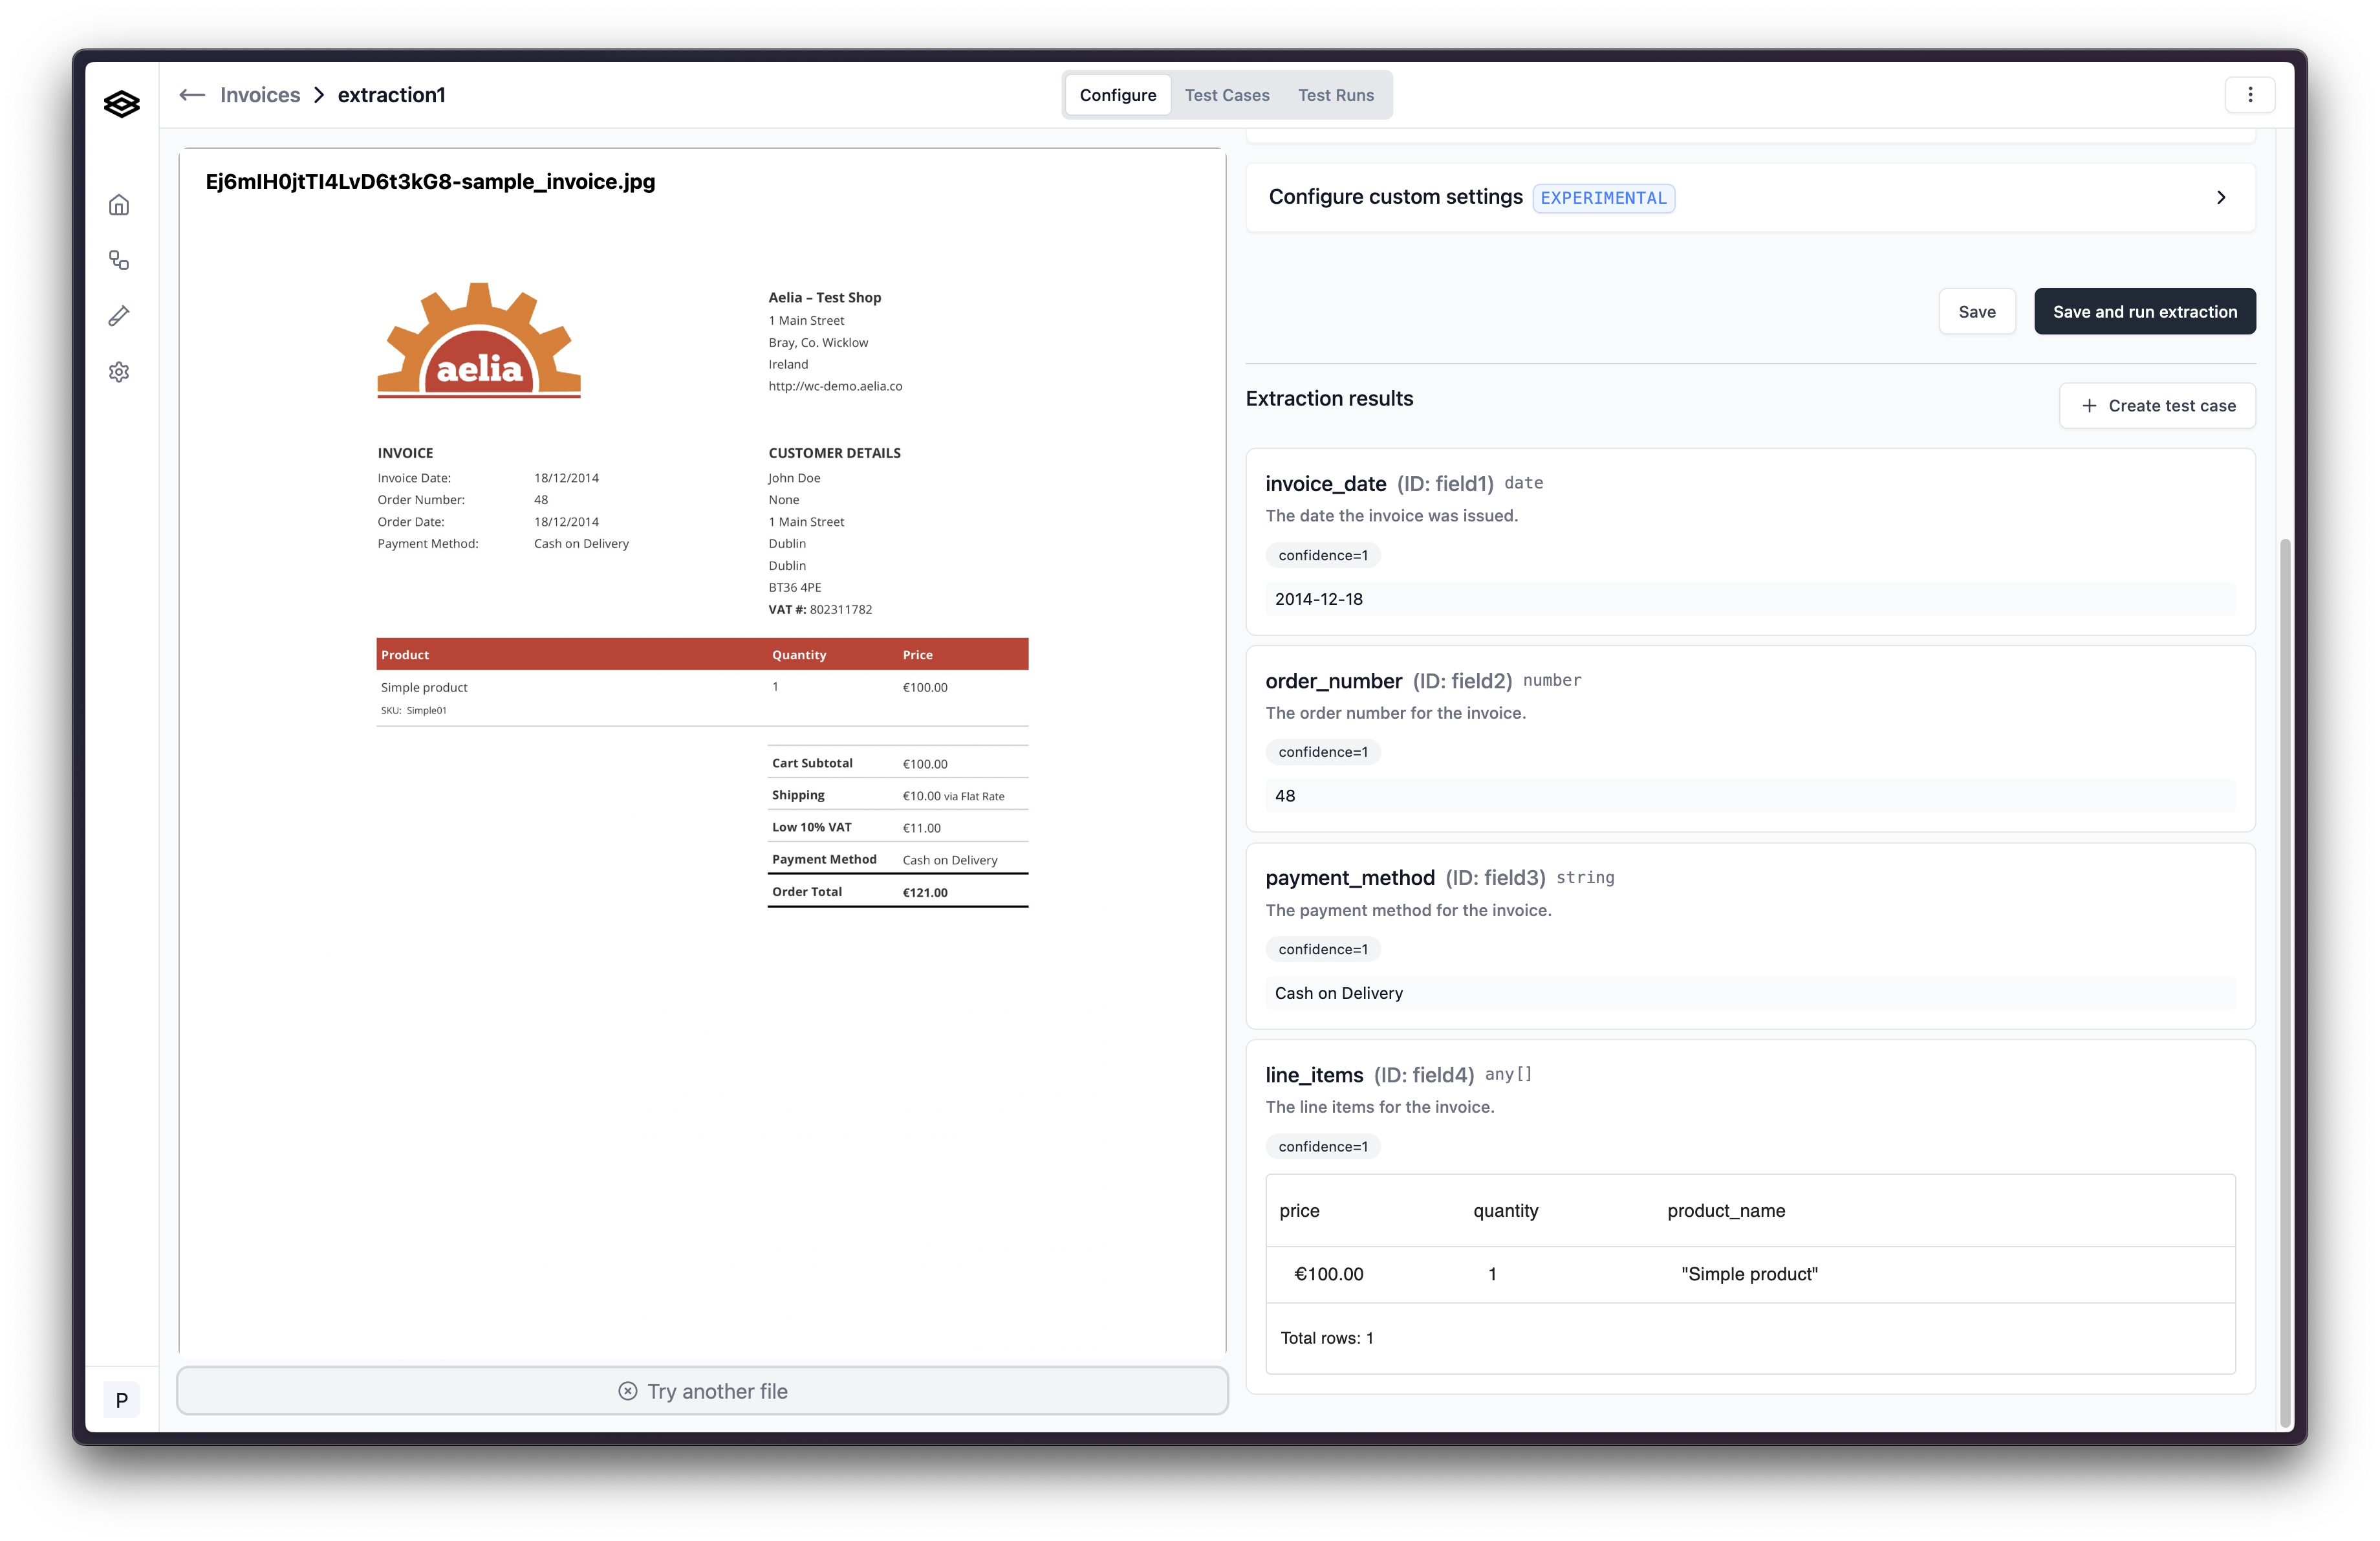 Invoices > extraction1
Configure Test Cases Test Runs
Ej6mIH0jtTI4LvD6t3kG8-sample_invoice.jpg
aelia
Aelia – Test Shop
1 Main Street
Bray, Co. Wicklow
Ireland
http://wc-demo.aelia.co
INVOICE
Invoice Date: 18/12/2014
Order Number: 48
Order Date: 18/12/2014
Payment Method: Cash on Delivery
CUSTOMER DETAILS
John Doe
None
1 Main Street
Dublin
Dublin
BT36 4PE
VAT #: 802311782
Product Quantity Price
Simple product 1 €100.00
SKU: Simple01
Cart Subtotal €100.00
Shipping €10.00 via Flat Rate
Low 10% VAT €11.00
Payment Method Cash on Delivery
Order Total €121.00
Try another file
P
Configure custom settings EXPERIMENTAL
Save Save and run extraction
Extraction results
+ Create test case
invoice_date (ID: field1) date
The date the invoice was issued.
confidence=1
2014-12-18
order_number (ID: field2) number
The order number for the invoice.
confidence=1
48
payment_method (ID: field3) string
The payment method for the invoice.
confidence=1
Cash on Delivery
line_items (ID: field4) any[]
The line items for the invoice.
confidence=1
price quantity product_name
€100.00 1 "Simple product"
Total rows: 1